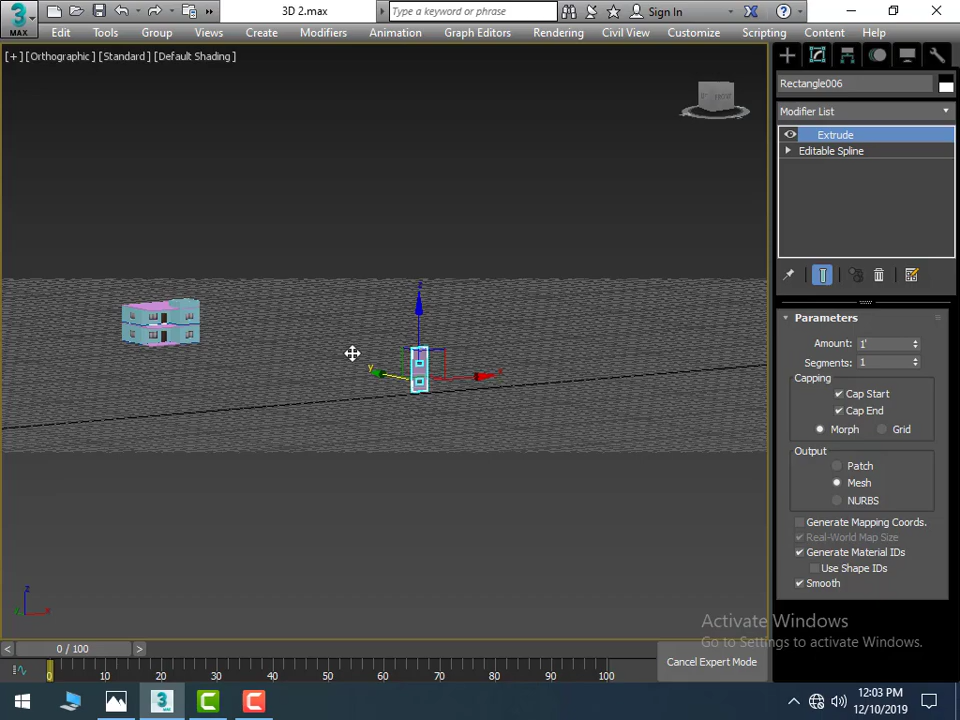 3D 2.max
Type a keyword or phrase
Sign In
3
MAX
Edit Tools Group Views Create Modifiers Animation Graph Editors Rendering Civil View Customize Scripting Content Help
[+] [Orthographic] [Standard] [Default Shading]
Rectangle006
Modifier List
Extrude
Editable Spline
z
y
x
Parameters
Amount: 1'
Segments: 1
Capping
Cap Start
Cap End
Morph Grid
Output
Patch
Mesh
NURBS
Generate Mapping Coords.
Real-World Map Size
Generate Material IDs
Use Shape IDs
Smooth
z
x
Activate Windows
Go to Settings to activate Windows.
< 0 / 100 >
Cancel Expert Mode
0 10 20 30 40 50 60 70 80 90 100
3
MAX
C
C
12:03 PM
12/10/2019